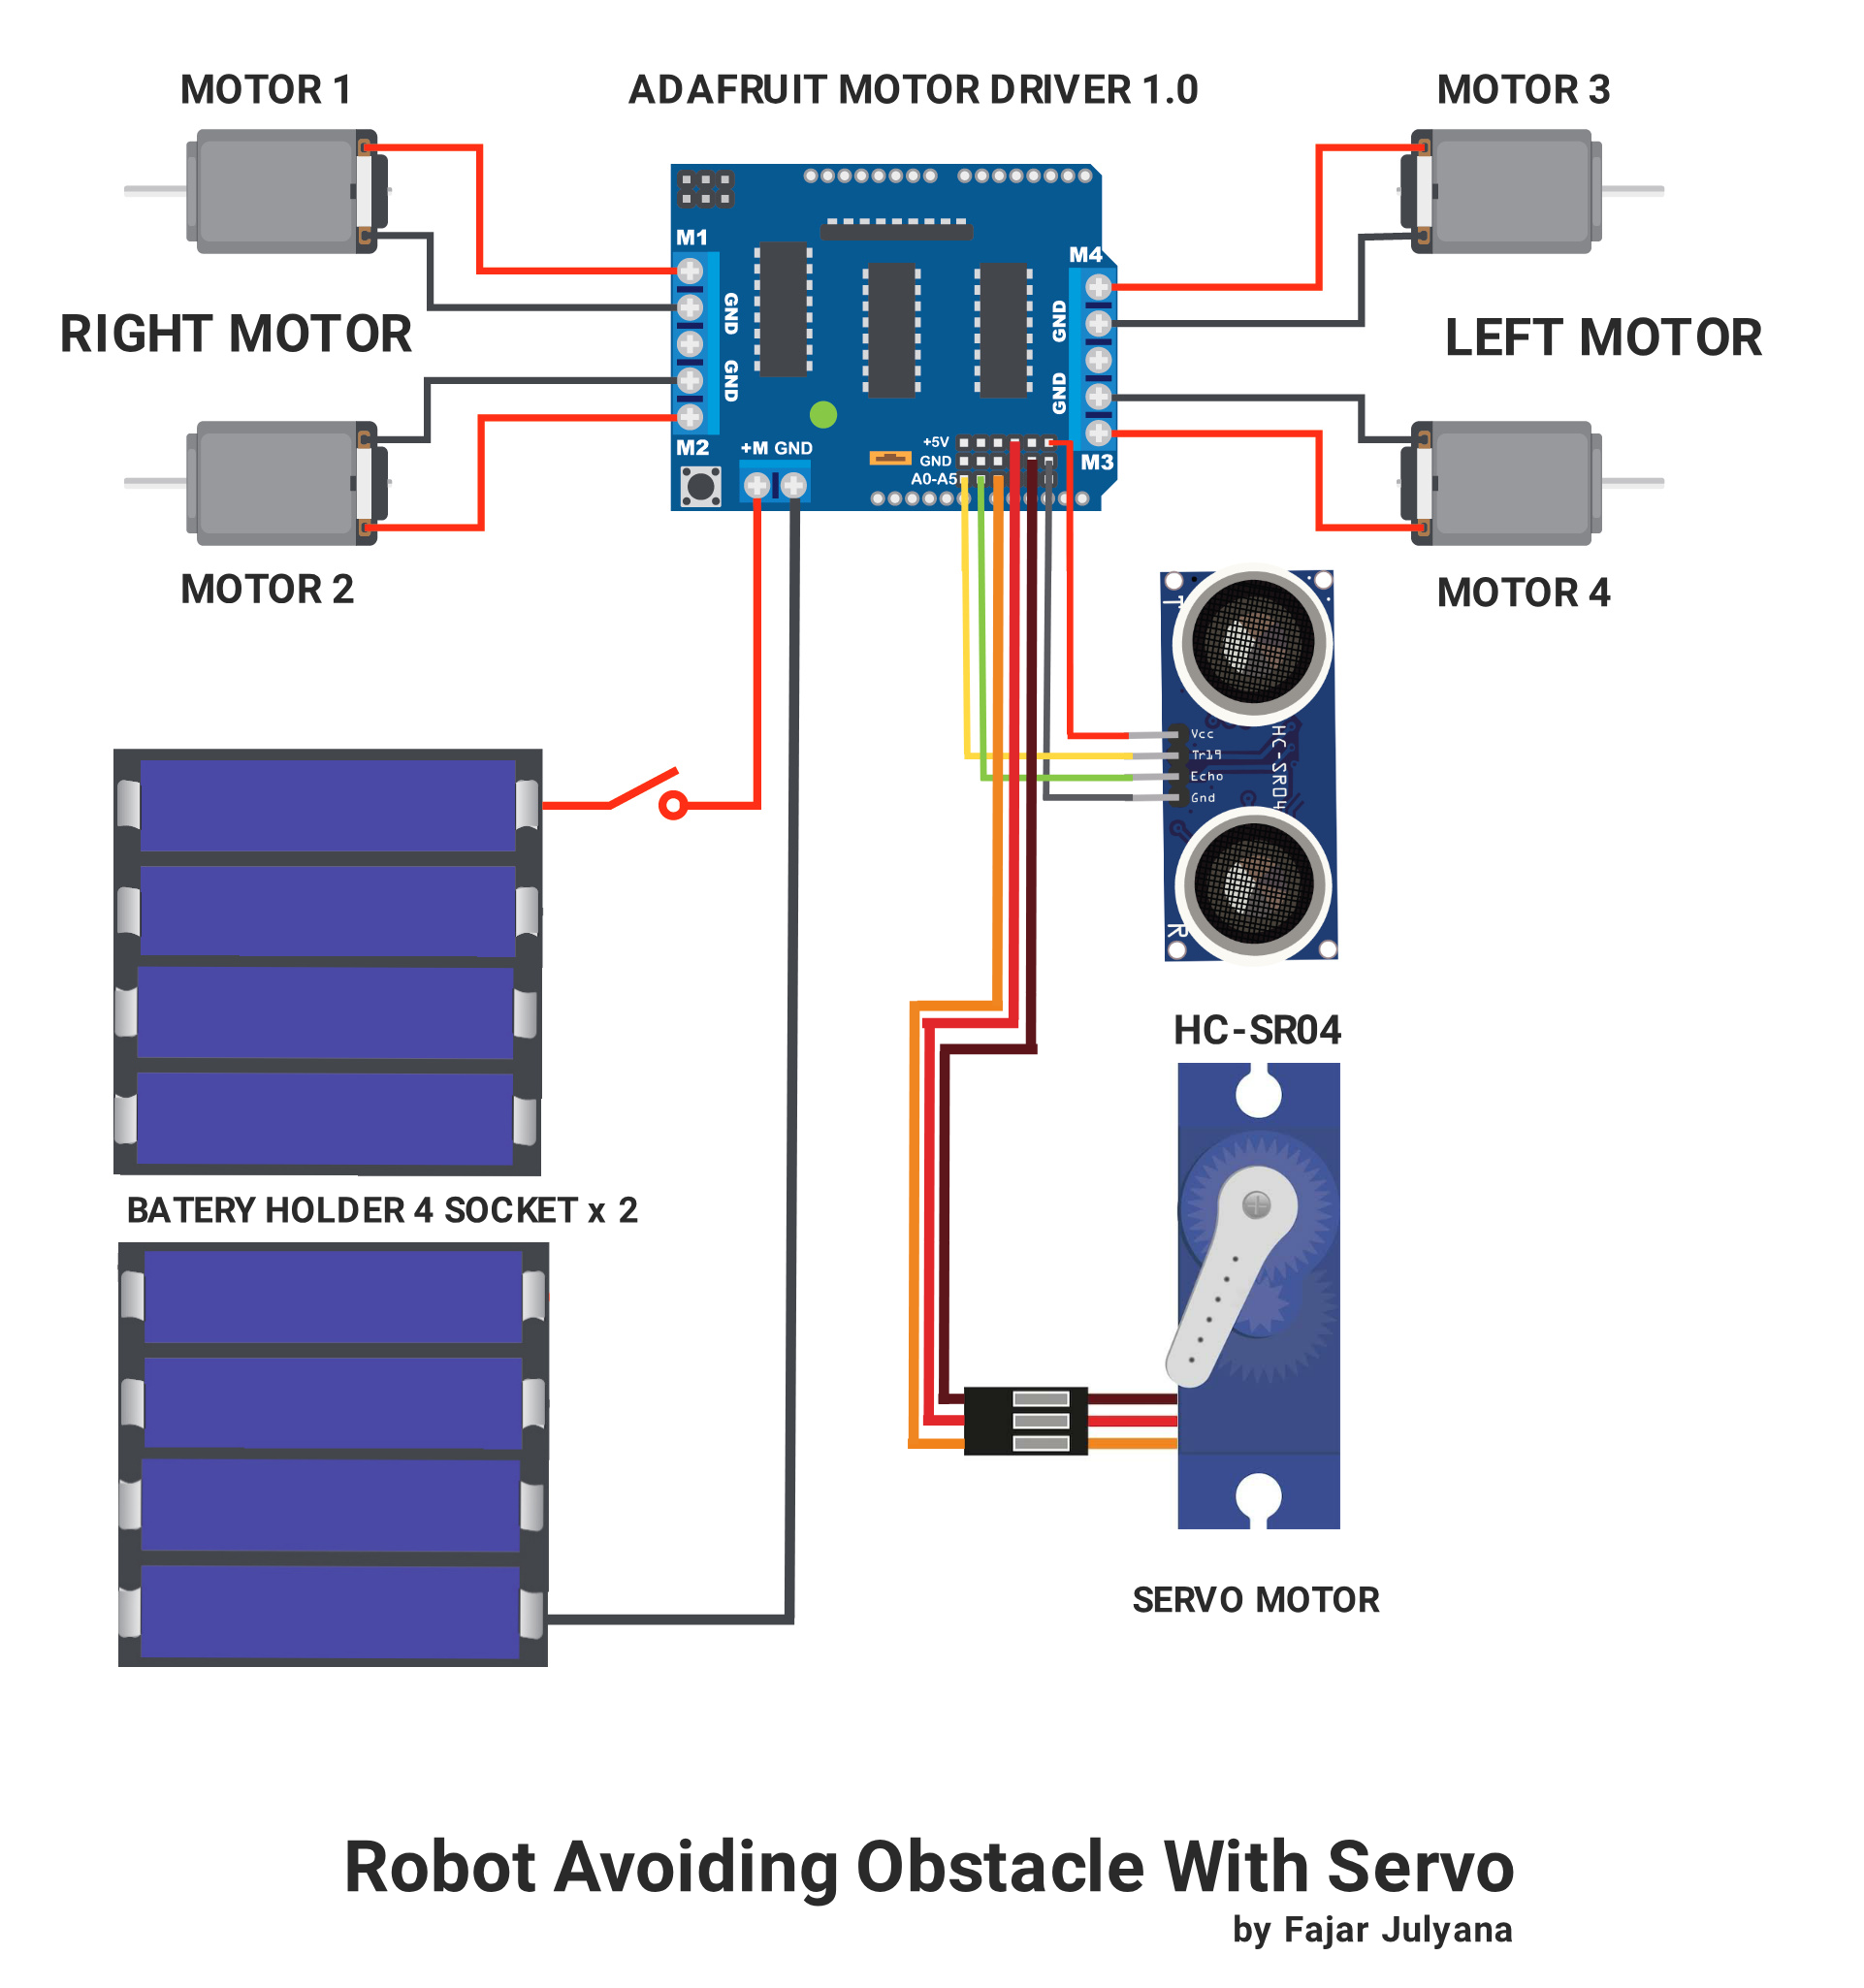 MOTOR 1
ADAFRUIT MOTOR DRIVER 1.0
MOTOR 3
M1
GND
GND
M2
+M GND
M4
GND
GND
M3
+5V
GND
A0-A5
RIGHT MOTOR
LEFT MOTOR
MOTOR 2
MOTOR 4
T
Vcc
Tr19
Echo
Gnd
HC-SR04
R
HC-SR04
BATERY HOLDER 4 SOCKET x 2
SERVO MOTOR
Robot Avoiding Obstacle With Servo
by Fajar Julyana